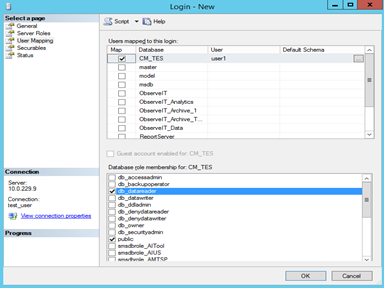 Login - New
Select a page
General
Server Roles
User Mapping
Securables
Status
Script
Help
Users mapped to this login:
Map Database User Default Schema
CM_TES user1 ...
master
model
msdb
ObserveIT
ObserveIT_Analytics
ObserveIT_Archive_1
ObserveIT_Archive_T...
ObserveIT_Data
ReportServer
Guest account enabled for: CM_TES
Database role membership for: CM_TES
db_accessadmin
db_backupoperator
db_datareader
db_datawriter
db_ddladmin
db_denydatareader
db_denydatawriter
db_owner
db_securityadmin
public
smsdbrole_AITool
smsdbrole_AIUS
smsdbrole_AMTSP
Connection
Server:
10.0.229.9
Connection:
test_user
View connection properties
Progress
OK
Cancel